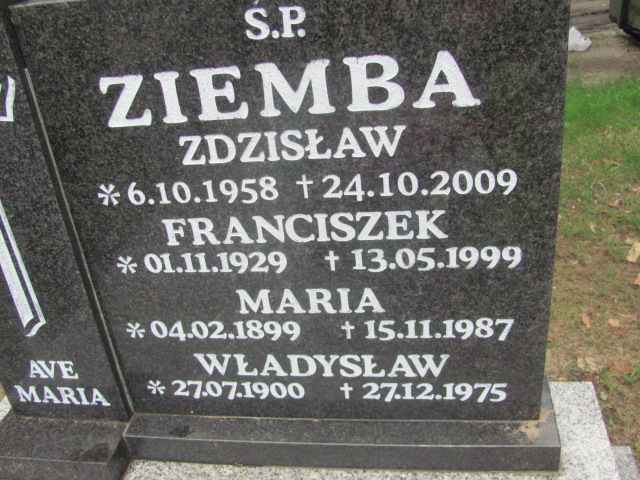 Ś.P.
ZIEMBA
ZDZISŁAW
* 6.10.1958 † 24.10.2009
FRANCISZEK
* 01.11.1929 † 13.05.1999
MARIA
* 04.02.1899 † 15.11.1987
WŁADYSŁAW
* 27.07.1900 † 27.12.1975
AVE
MARIA